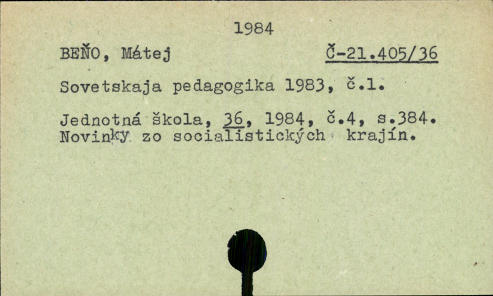 1984
BEŇO, Mátej Č-21.405/36
Sovetskaja pedagogika 1983, č.1.
Jednotná škola, 36, 1984, č.4, s.384.
Novinky zo socialistických krajín.